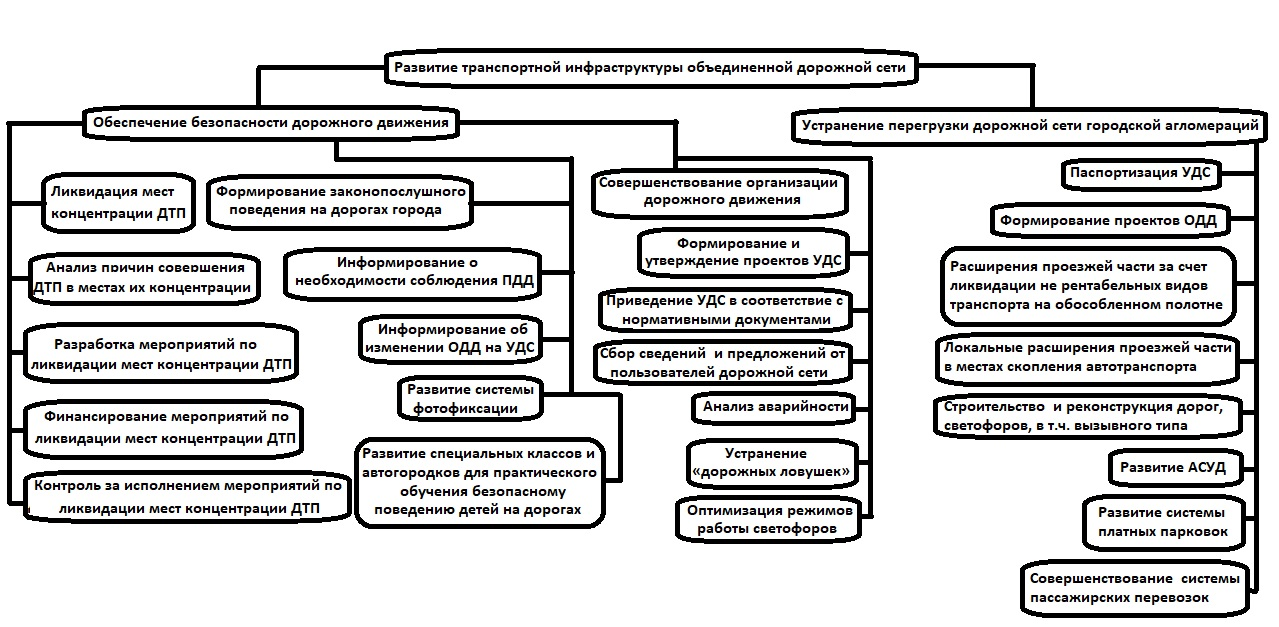 Развитие транспортной инфраструктуры объединенной дорожной сети
Обеспечение безопасности дорожного движения
Ликвидация мест
концентрации ДТП
Анализ причин совершения
ДТП в местах их концентрации
Разработка мероприятий по
ликвидации мест концентрации ДТП
Финансирование мероприятий по
ликвидации мест концентрации ДТП
Контроль за исполнением мероприятий по
ликвидации мест концентрации ДТП
Формирование законопослушного
поведения на дорогах города
Информирование о
необходимости соблюдения ПДД
Информирование об
изменении ОДД на УДС
Развитие системы
фотофиксации
Развитие специальных классов и
автогородков для практического
обучения безопасному
поведению детей на дорогах
Совершенствование организации
дорожного движения
Формирование и
утверждение проектов УДС
Приведение УДС в соответствие с
нормативными документами
Сбор сведений и предложений от
пользователей дорожной сети
Анализ аварийности
Устранение
«дорожных ловушек»
Оптимизация режимов
работы светофоров
Устранение перегрузки дорожной сети городской агломераций
Паспортизация УДС
Формирование проектов ОДД
Расширения проезжей части за счет
ликвидации не рентабельных видов
транспорта на обособленном полотне
Локальные расширения проезжей части
в местах скопления автотранспорта
Строительство и реконструкция дорог,
светофоров, в т.ч. вызывного типа
Развитие АСУД
Развитие системы
платных парковок
Совершенствование системы
пассажирских перевозок